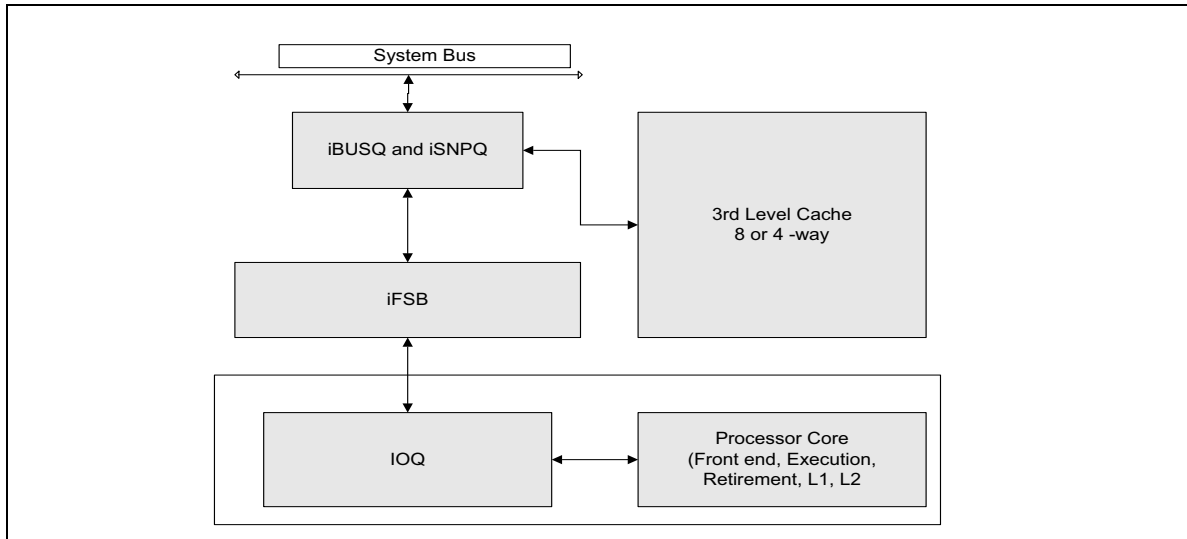 System Bus
iBUSQ and iSNPQ
3rd Level Cache
8 or 4 -way
iFSB
IOQ
Processor Core
(Front end, Execution,
Retirement, L1, L2